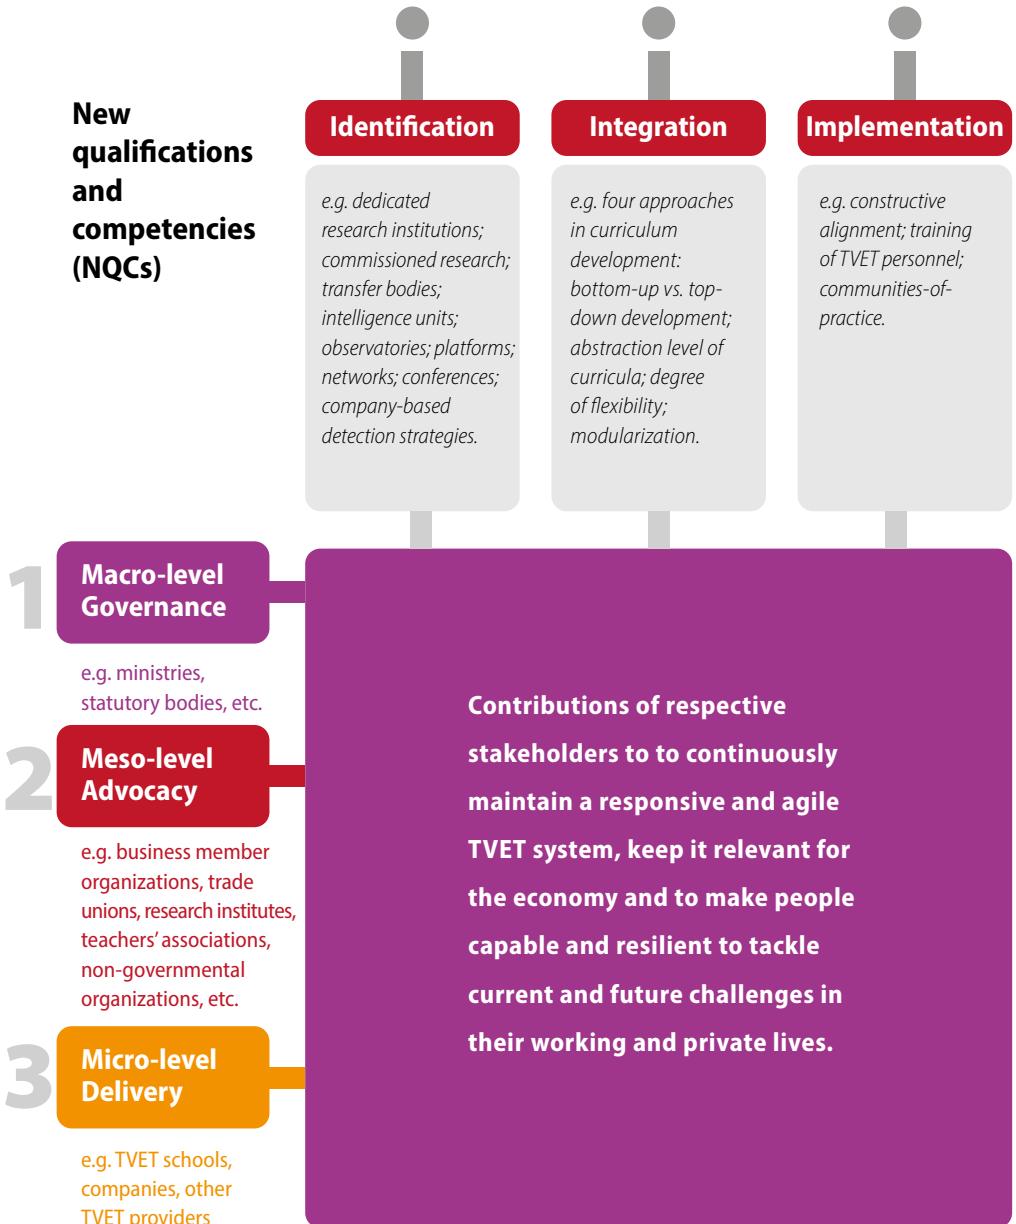 New
qualifications
and
competencies
(NQCs)
Identification
e.g. dedicated
research institutions;
commissioned research;
transfer bodies;
intelligence units;
observatories; platforms;
networks; conferences;
company-based
detection strategies.
Integration
e.g. four approaches
in curriculum
development:
bottom-up vs. top-
down development;
abstraction level of
curricula; degree
of flexibility;
modularization.
Implementation
e.g. constructive
alignment; training
of TVET personnel;
communities-of-
practice.
1
Macro-level
Governance
e.g. ministries,
statutory bodies, etc.
2
Meso-level
Advocacy
e.g. business member
organizations, trade
unions, research institutes,
teachers’ associations,
non-governmental
organizations, etc.
3
Micro-level
Delivery
e.g. TVET schools,
companies, other
TVET providers
Contributions of respective
stakeholders to to continuously
maintain a responsive and agile
TVET system, keep it relevant for
the economy and to make people
capable and resilient to tackle
current and future challenges in
their working and private lives.